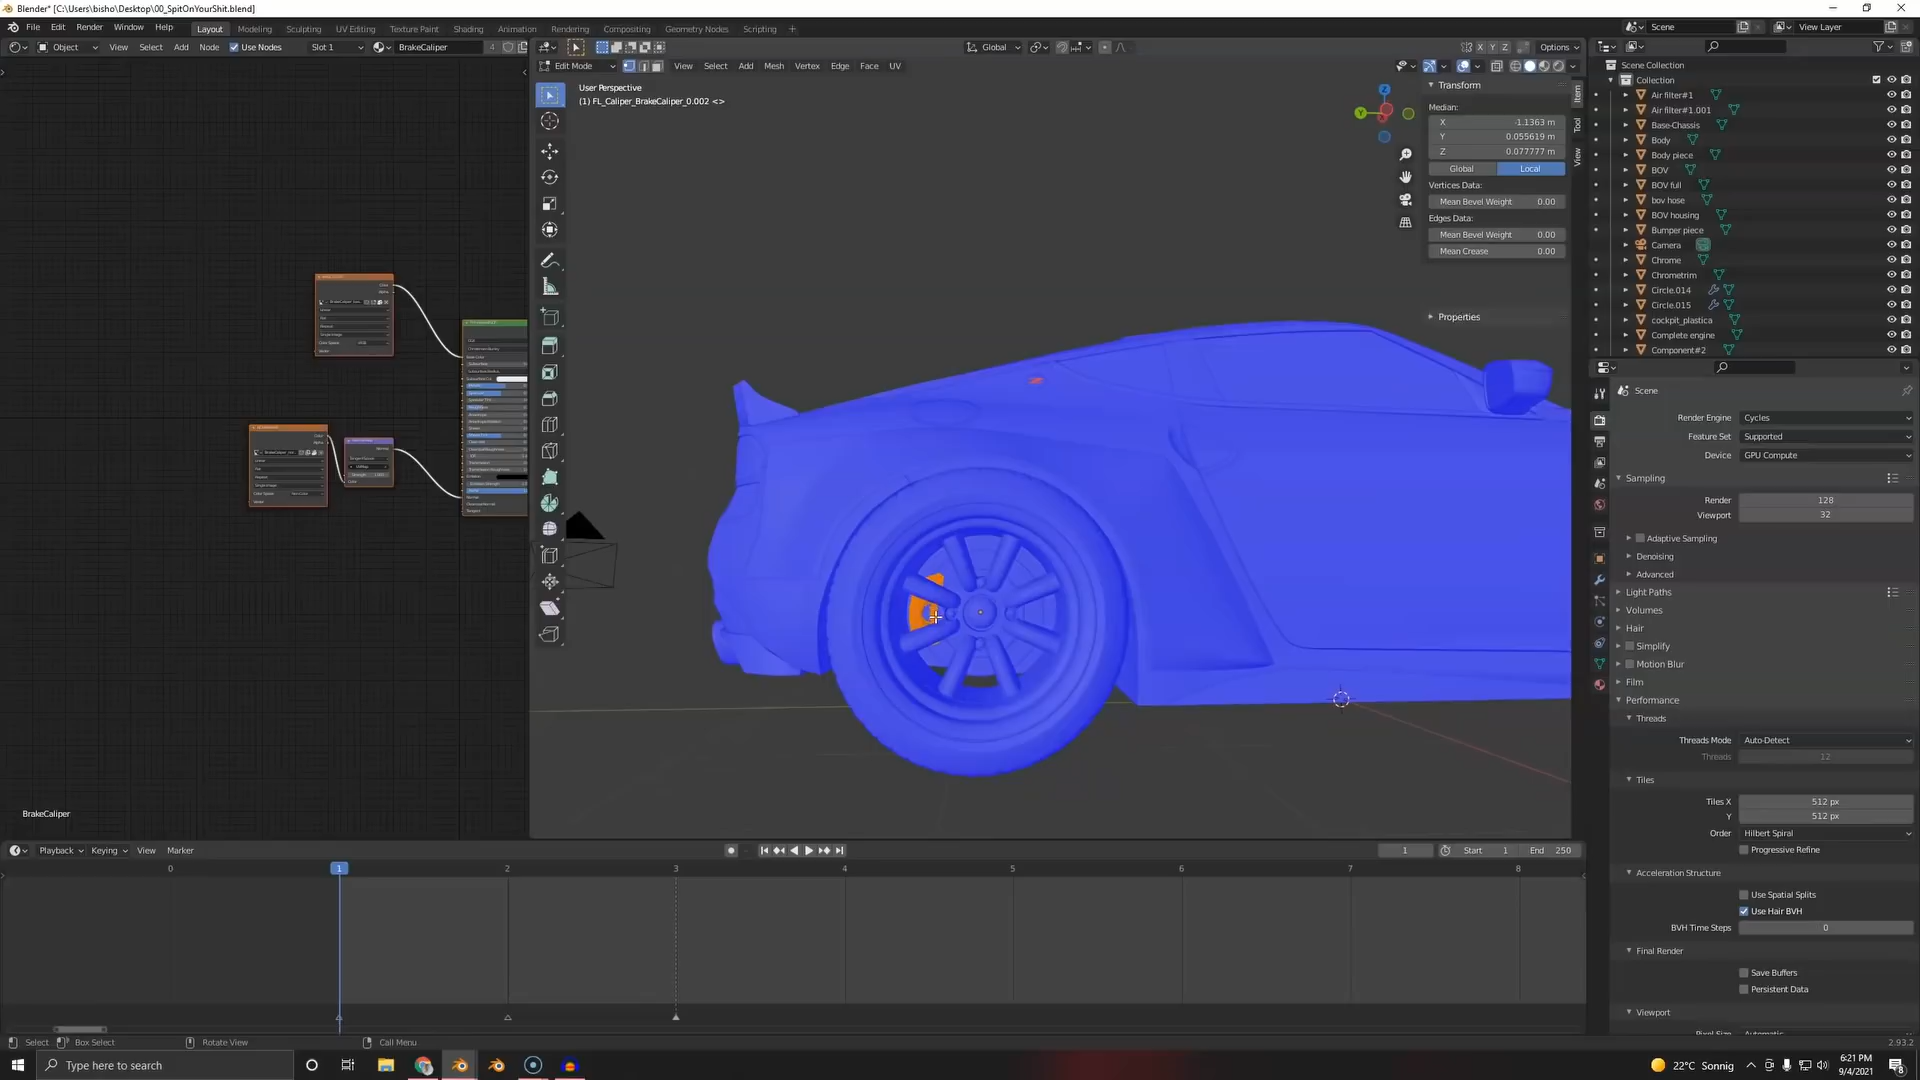 Blender* [C:\Users\bisho\Desktop\00_SpitOnYourShit.blend]
File Edit Render Window Help Layout Modeling Sculpting UV Editing Texture Paint Shading Animation Rendering Compositing Geometry Nodes Scripting + Scene View Layer
Object View Select Add Node Use Nodes Slot 1 BrakeCaliper 4 Global X Y Z Options
Edit Mode View Select Add Mesh Vertex Edge Face UV
User Perspective
(1) FL_Caliper_BrakeCaliper_0.002 <>
Transform
Median:
X -1.1363 m
Y 0.055619 m
Z 0.077777 m
Global Local
Vertices Data:
Mean Bevel Weight 0.00
Edges Data:
Mean Bevel Weight 0.00
Mean Crease 0.00
Properties
Item
Tool
View
Z
Y
Scene Collection
Collection
Air filter#1
Air filter#1.001
Base-Chassis
Body
Body piece
BOV
BOV full
bov hose
BOV housing
Bumper piece
Camera
Chrome
Chrometrim
Circle.014
Circle.015
cockpit_plastica
Complete engine
Component#2
Scene
Render Engine Cycles
Feature Set Supported
Device GPU Compute
Sampling
Render 128
Viewport 32
Adaptive Sampling
Denoising
Advanced
Light Paths
Volumes
Hair
Simplify
Motion Blur
Film
Performance
Threads
Threads Mode Auto-Detect
Threads 12
Tiles
Tiles X 512 px
Y 512 px
Order Hilbert Spiral
Progressive Refine
Acceleration Structure
Use Spatial Splits
Use Hair BVH
BVH Time Steps 0
Final Render
Save Buffers
Persistent Data
Viewport
BrakeCaliper
Playback Keying View Marker 1 Start 1 End 250
0 1 2 3 4 5 6 7 8
Select Box Select Rotate View Call Menu 2.93.2
Type here to search 22°C Sonnig 6:21 PM
9/4/2021